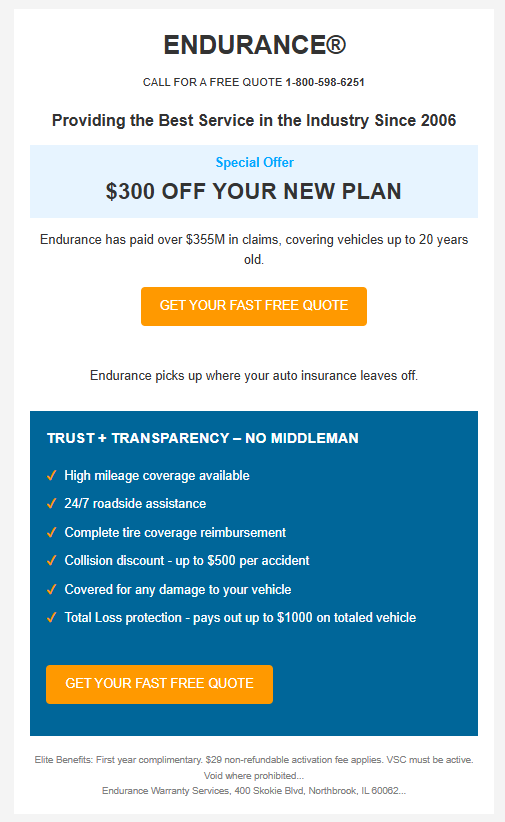 ENDURANCE®
CALL FOR A FREE QUOTE 1-800-598-6251
Providing the Best Service in the Industry Since 2006
Special Offer
$300 OFF YOUR NEW PLAN
Endurance has paid over $355M in claims, covering vehicles up to 20 years
old.
GET YOUR FAST FREE QUOTE
Endurance picks up where your auto insurance leaves off.
TRUST + TRANSPARENCY – NO MIDDLEMAN
✓ High mileage coverage available
✓ 24/7 roadside assistance
✓ Complete tire coverage reimbursement
✓ Collision discount - up to $500 per accident
✓ Covered for any damage to your vehicle
✓ Total Loss protection - pays out up to $1000 on totaled vehicle
GET YOUR FAST FREE QUOTE
Elite Benefits: First year complimentary. $29 non-refundable activation fee applies. VSC must be active.
Void where prohibited...
Endurance Warranty Services, 400 Skokie Blvd, Northbrook, IL 60062...